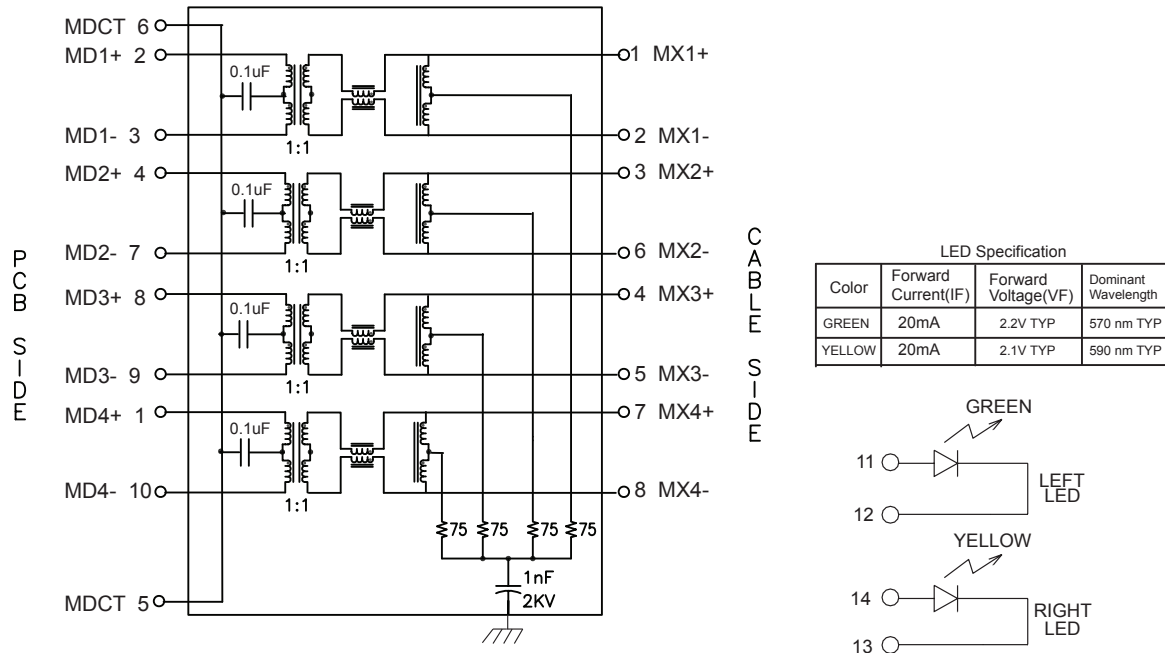 MDCT 6
MD1+ 2
0.1uF
MD1- 3
1:1
1 MX1+
2 MX1-
MD2+ 4
0.1uF
MD2- 7
1:1
3 MX2+
6 MX2-
MD3+ 8
0.1uF
MD3- 9
1:1
4 MX3+
5 MX3-
MD4+ 1
0.1uF
MD4- 10
1:1
7 MX4+
8 MX4-
75 75 75 75
1nF
2KV
MDCT 5
PCB SIDE
CABLE SIDE
LED Specification
Color Forward Current(IF) Forward Voltage(VF) Dominant Wavelength
GREEN 20mA 2.2V TYP 570 nm TYP
YELLOW 20mA 2.1V TYP 590 nm TYP
GREEN
11
12
LEFT
LED
YELLOW
14
13
RIGHT
LED